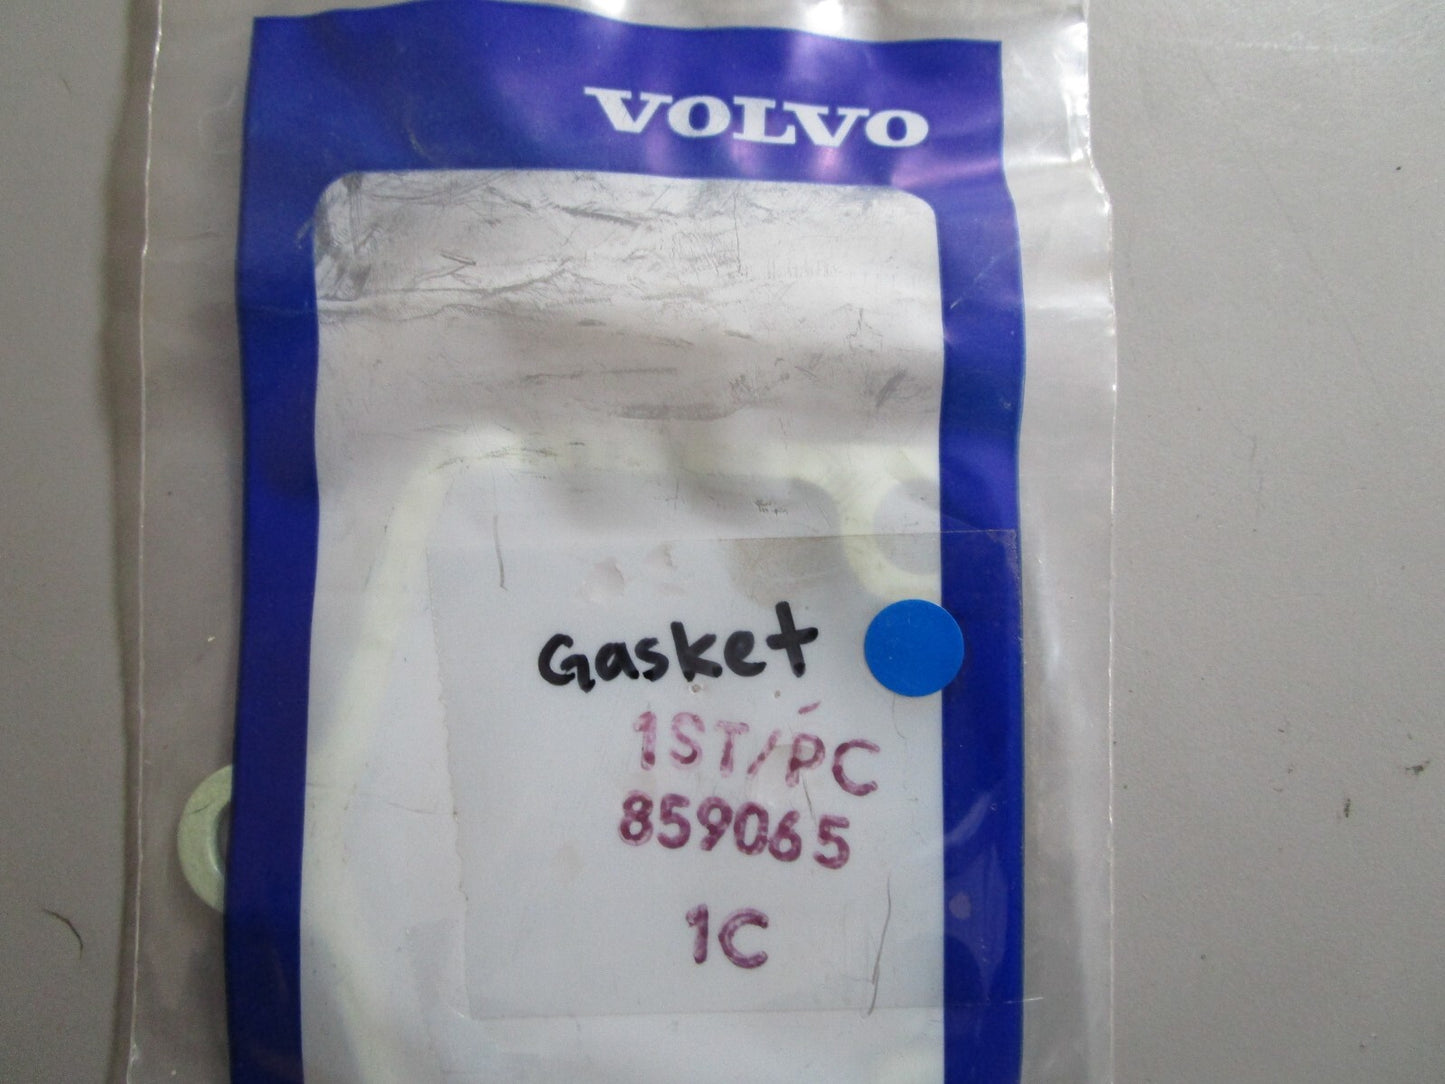 VOLVO
Gasket
1ST/PC
859065
1C